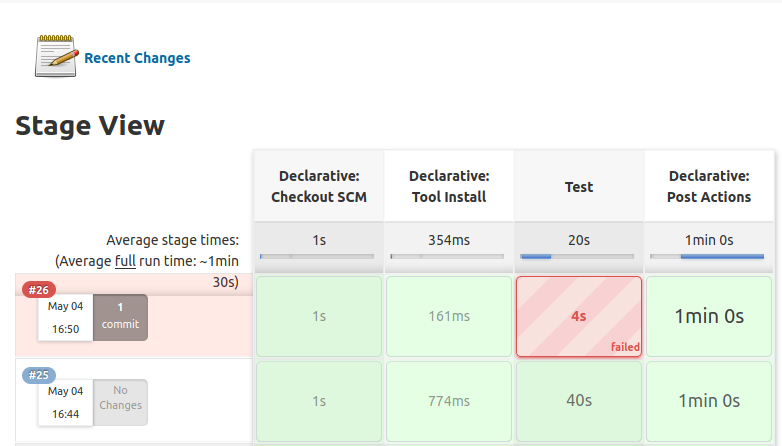 Recent Changes
Stage View
Declarative: Checkout SCM
Declarative: Tool Install
Test
Declarative: Post Actions
Average stage times:
(Average full run time: ~1min
30s)
1s
354ms
20s
1min 0s
#26
May 04
16:50
1
commit
1s
161ms
4s
failed
1min 0s
#25
May 04
16:44
No
Changes
1s
774ms
40s
1min 0s